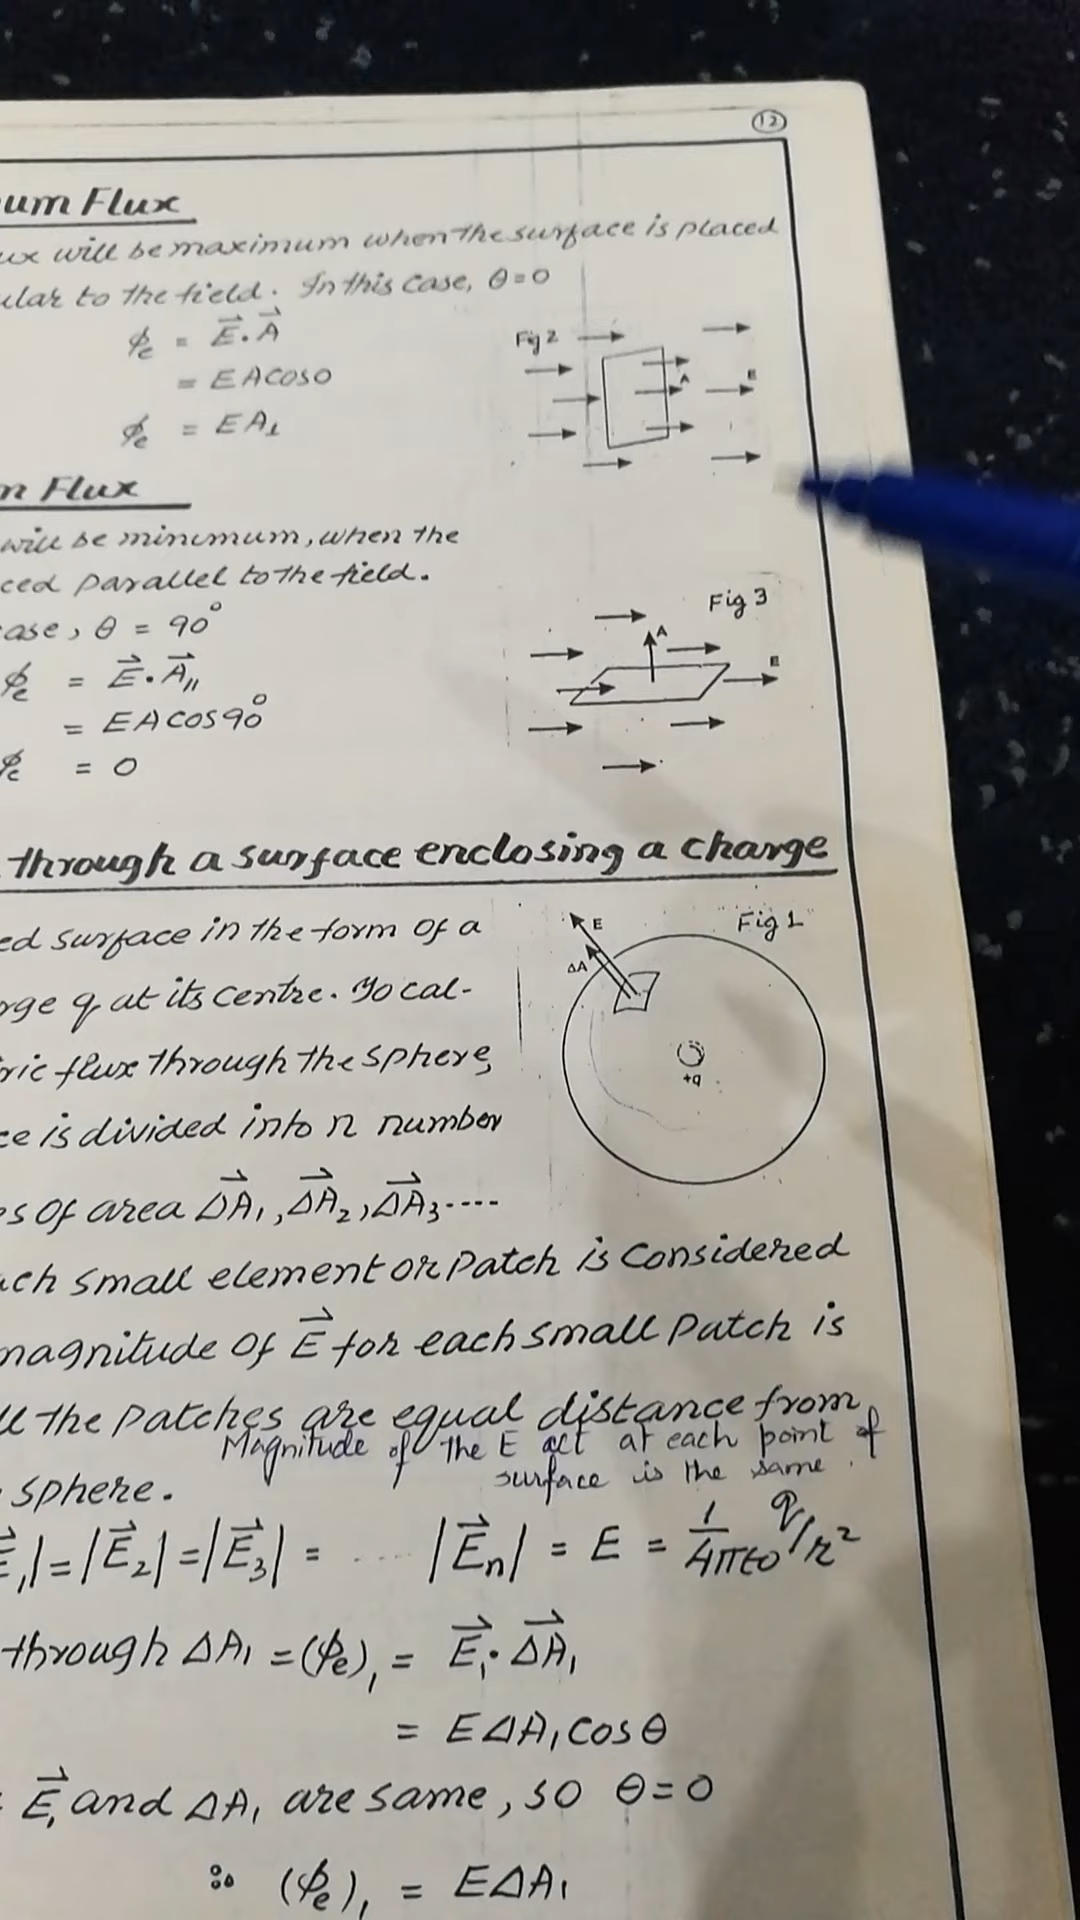 12
um Flux
ux will be maximum when the surface is placed
ular to the field. In this case, θ=0
ϕe = E⃗.A⃗
= EACOSO
ϕe = EA⊥
Fig 2
A
E
m Flux
will be minimum, when the
ced parallel to the field.
case, θ = 90°
ϕe = E⃗.A⃗||
= EACOS90°
ϕe = 0
Fig 3
A
E
through a surface enclosing a charge
ed surface in the form of a
rge q at its centre. To cal-
ric flux through the sphere,
ce is divided into n number
es of area ΔA⃗1, ΔA⃗2, ΔA⃗3....
Fig 1
E
ΔA
+q
ach small element or Patch is Considered
magnitude of E⃗ for each small Patch is
ll the Patches are equal distance from
Magnitude of the E act at each point of
surface is the same.
sphere.
|E⃗1| = |E⃗2| = |E⃗3| = .... |E⃗n| = E = 1/4πε0 q/r²
through ΔA1 = (ϕe)1 = E⃗1.ΔA⃗1
= EΔA1 COSθ
E⃗1 and ΔA1 are same, so θ=0
∴ (ϕe)1 = EΔA1